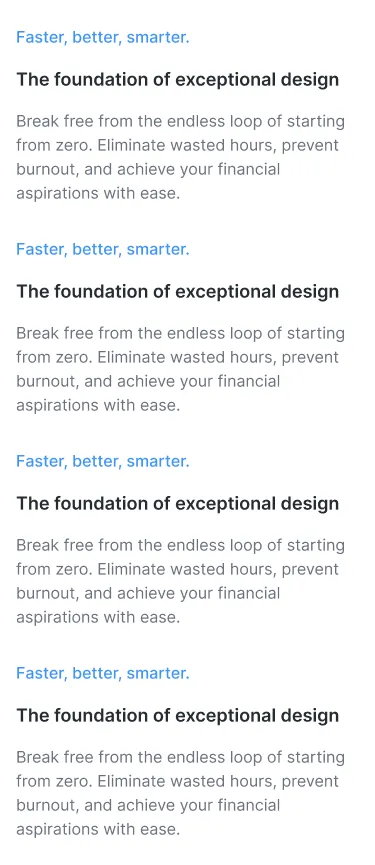 Faster, better, smarter.
The foundation of exceptional design
Break free from the endless loop of starting
from zero. Eliminate wasted hours, prevent
burnout, and achieve your financial
aspirations with ease.
Faster, better, smarter.
The foundation of exceptional design
Break free from the endless loop of starting
from zero. Eliminate wasted hours, prevent
burnout, and achieve your financial
aspirations with ease.
Faster, better, smarter.
The foundation of exceptional design
Break free from the endless loop of starting
from zero. Eliminate wasted hours, prevent
burnout, and achieve your financial
aspirations with ease.
Faster, better, smarter.
The foundation of exceptional design
Break free from the endless loop of starting
from zero. Eliminate wasted hours, prevent
burnout, and achieve your financial
aspirations with ease.